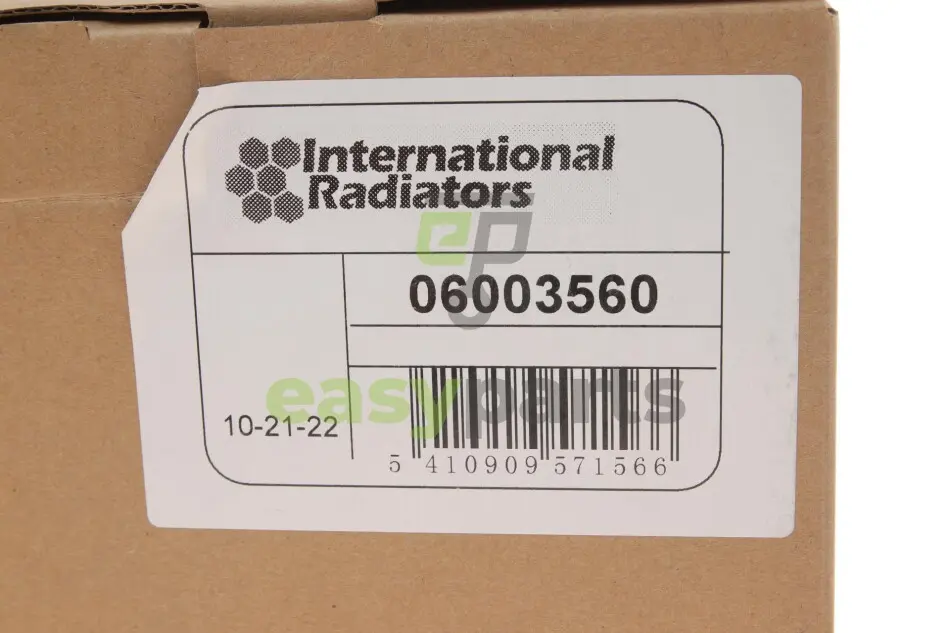 International
Radiators
ep
06003560
easyparts
10-21-22
5 410909 571566